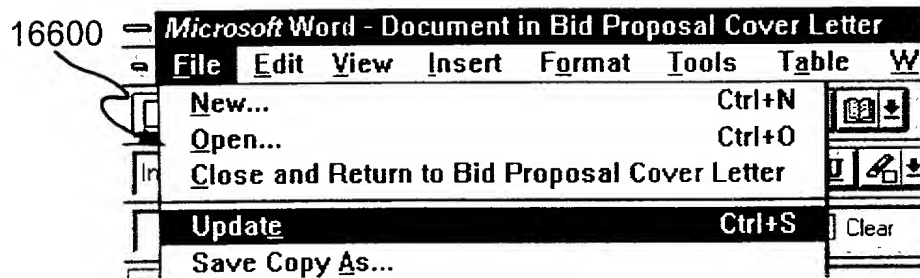 16600
Microsoft Word - Document in Bid Proposal Cover Letter
File Edit View Insert Format Tools Table W
New... Ctrl+N
Open... Ctrl+O
In
Close and Return to Bid Proposal Cover Letter U
Update Ctrl+S Clear
Save Copy As...